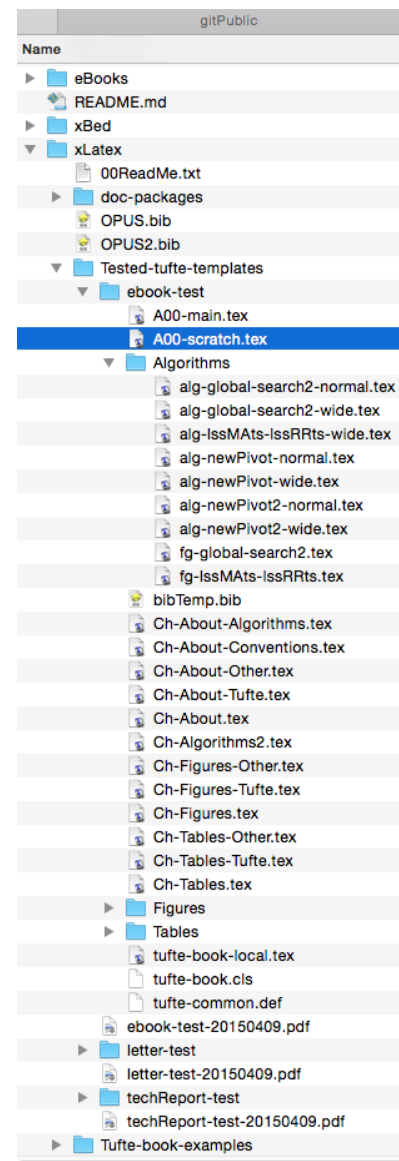 gitPublic
Name
eBooks
README.md
xBed
xLatex
00ReadMe.txt
doc-packages
OPUS.bib
OPUS2.bib
Tested-tufte-templates
ebook-test
A00-main.tex
A00-scratch.tex
Algorithms
alg-global-search2-normal.tex
alg-global-search2-wide.tex
alg-lssMAts-lssRRts-wide.tex
alg-newPivot-normal.tex
alg-newPivot-wide.tex
alg-newPivot2-normal.tex
alg-newPivot2-wide.tex
fg-global-search2.tex
fg-lssMAts-lssRRts.tex
bibTemp.bib
Ch-About-Algorithms.tex
Ch-About-Conventions.tex
Ch-About-Other.tex
Ch-About-Tufte.tex
Ch-About.tex
Ch-Algorithms2.tex
Ch-Figures-Other.tex
Ch-Figures-Tufte.tex
Ch-Figures.tex
Ch-Tables-Other.tex
Ch-Tables-Tufte.tex
Ch-Tables.tex
Figures
Tables
tufte-book-local.tex
tufte-book.cls
tufte-common.def
ebook-test-20150409.pdf
letter-test
letter-test-20150409.pdf
techReport-test
techReport-test-20150409.pdf
Tufte-book-examples